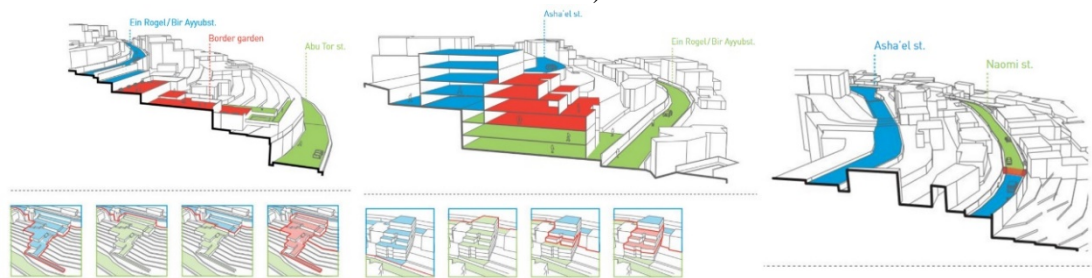 Ein Rogel/Bir Ayyubst.
Border garden
Abu Tor st.
Asha'el st.
Ein Rogel/Bir Ayyubst.
Asha'el st.
Naomi st.